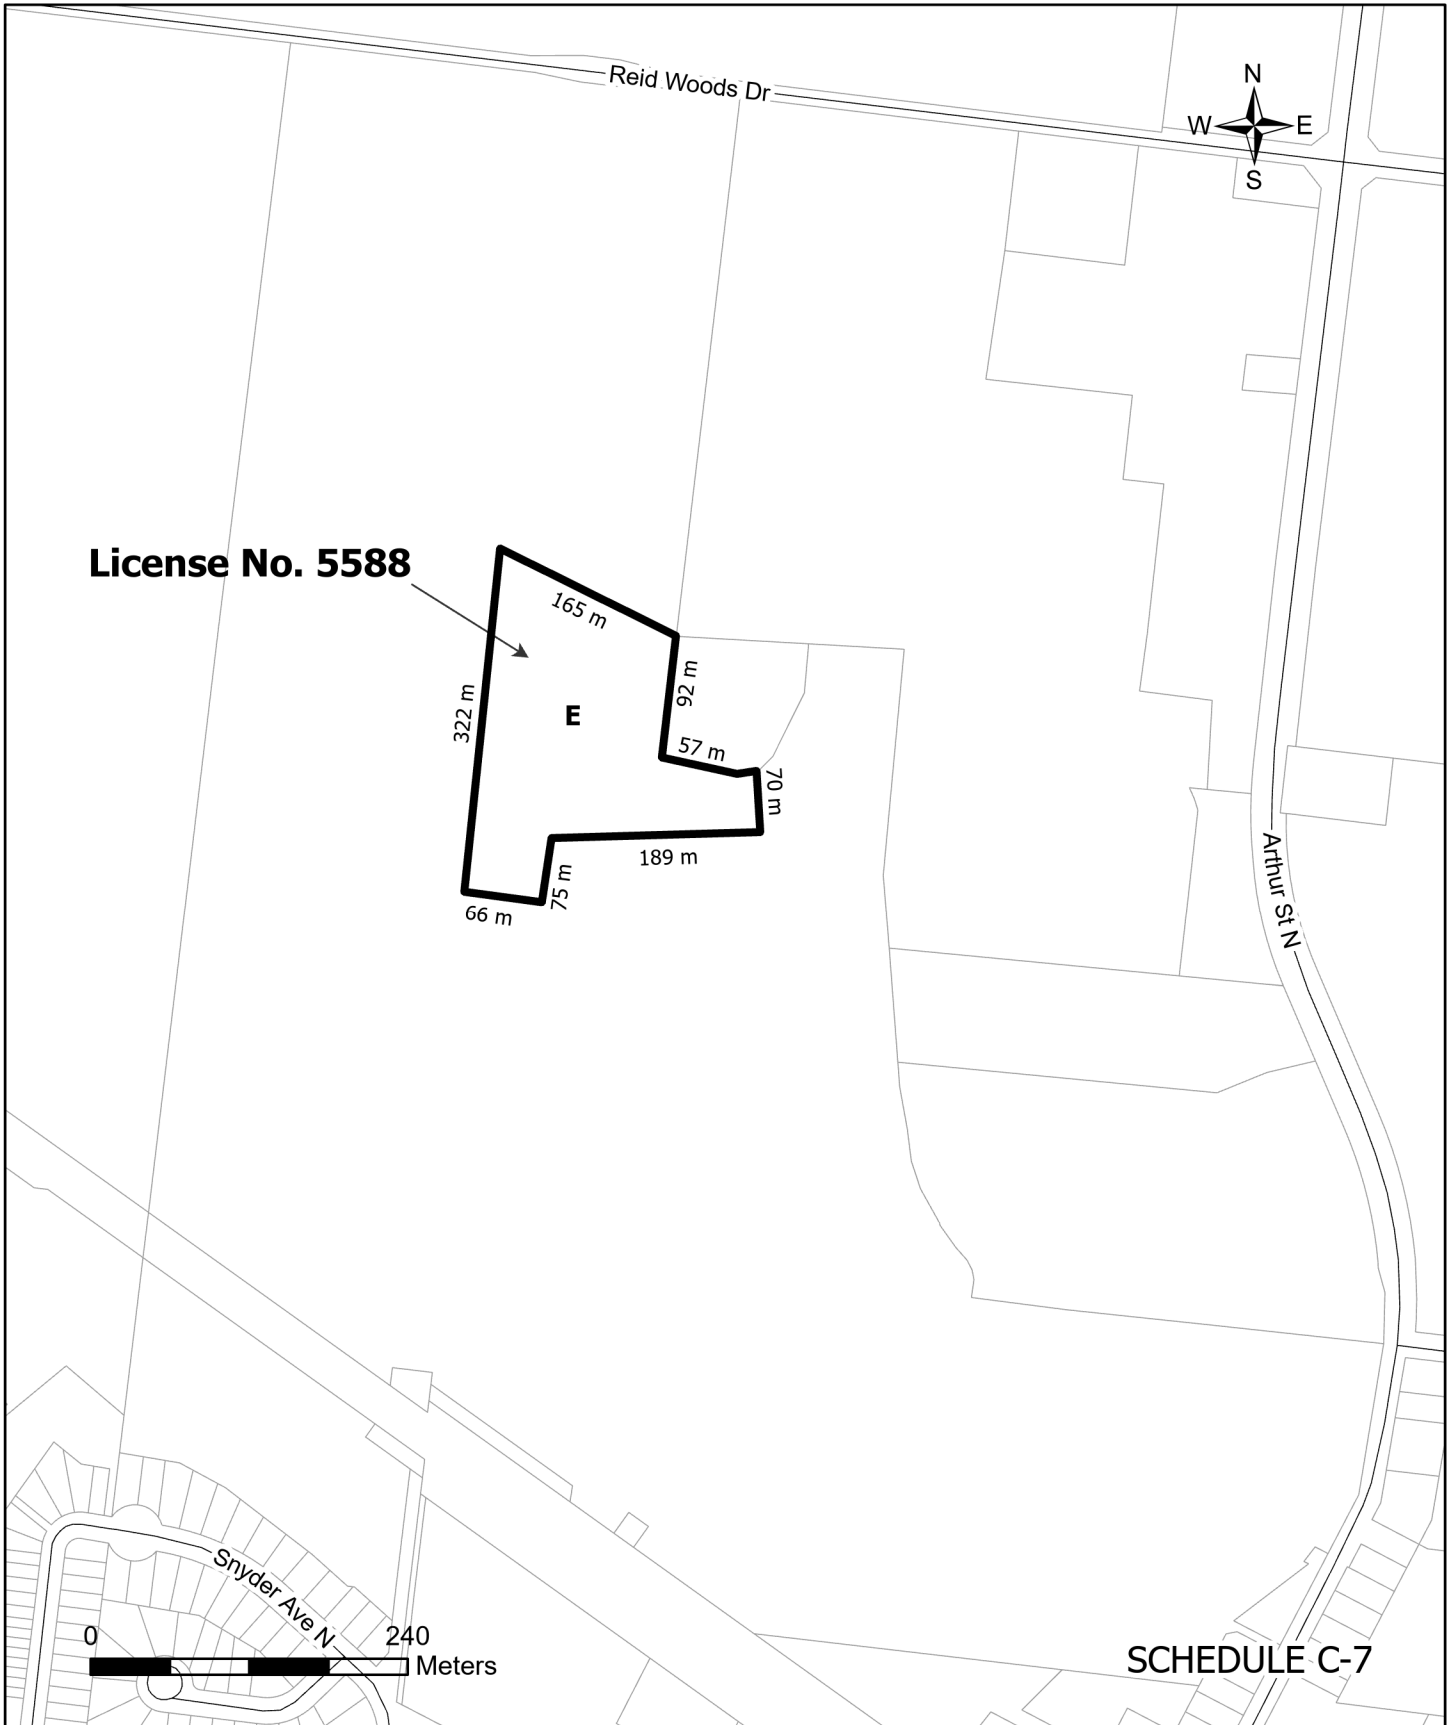 Reid Woods Dr
N
W E
S
License No. 5588
165 m
92 m
322 m
E
57 m
70 m
189 m
75 m
66 m
Arthur St N
Snyder Ave N
0 240
Meters
SCHEDULE C-7